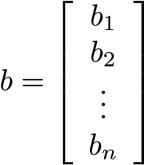 b = [
b₁
b₂
⋮
bₙ
]